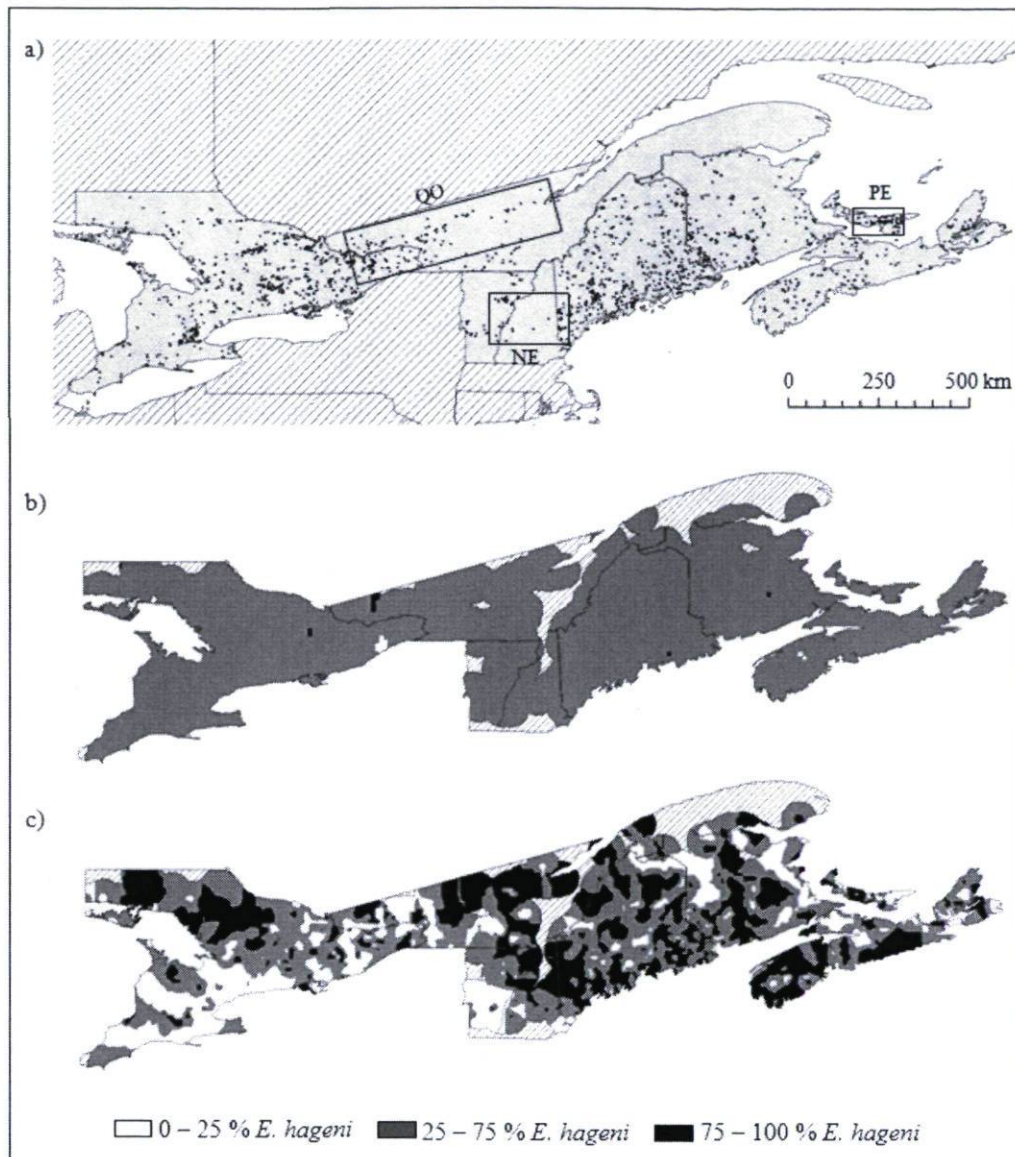 a)
QO
PE
NE
0 250 500 km
b)
c)
0 – 25 % E. hageni 25 – 75 % E. hageni 75 – 100 % E. hageni